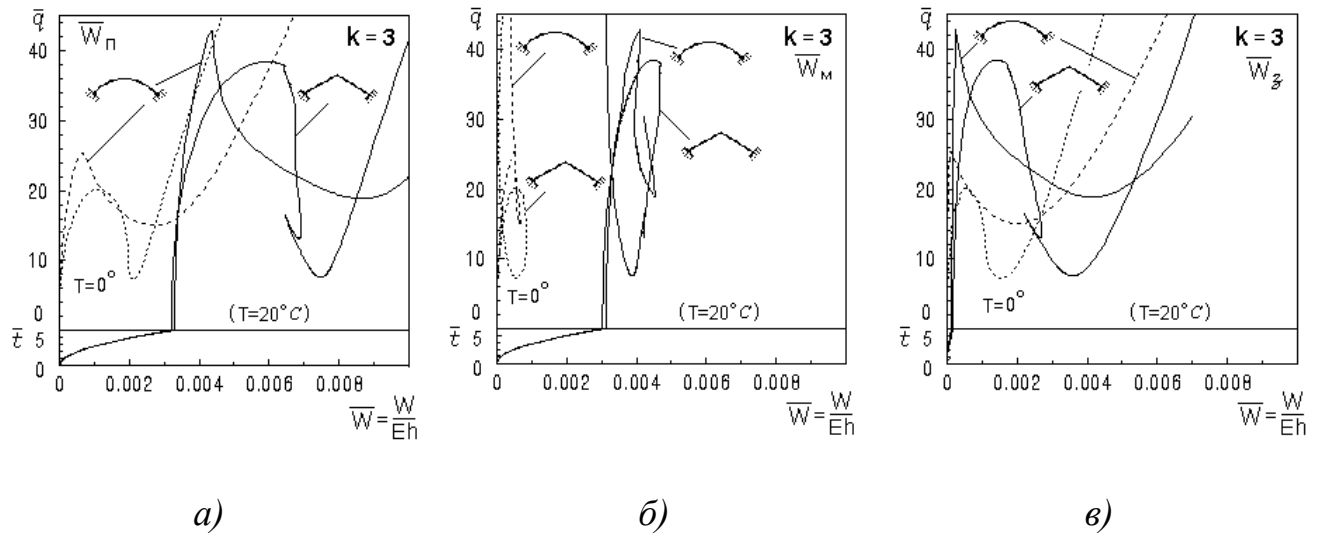 q̅
W̅п
k = 3
40
30
20
10
0
T=0°
(T=20°C)
t̅
5
0
0
0.002
0.004
0.006
0.008
W̅ = W/Eh
а)
q̅
k = 3
W̅м
40
30
20
10
0
T=0°
(T=20°C)
t̅
5
0
0
0.002
0.004
0.006
0.008
W̅ = W/Eh
б)
q̅
k = 3
W̅з
40
30
20
10
0
T=0°
(T=20°C)
t̅
5
0
0
0.002
0.004
0.006
0.008
W̅ = W/Eh
в)